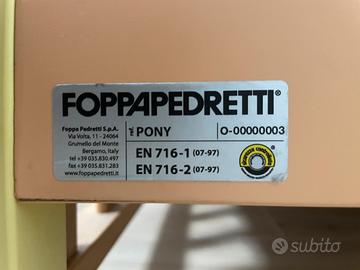 FOPPAPEDRETTI®
Foppa Pedretti S.p.A.
Via Volta, 11 - 24064
Grumello del Monte
Bergamo, Italy
tel +39 035.830.497
fax +39 035.831.283
www.foppapedretti.it
ref. PONY
O-00000003
EN 716-1 (07-97)
EN 716-2 (07-97)
subito